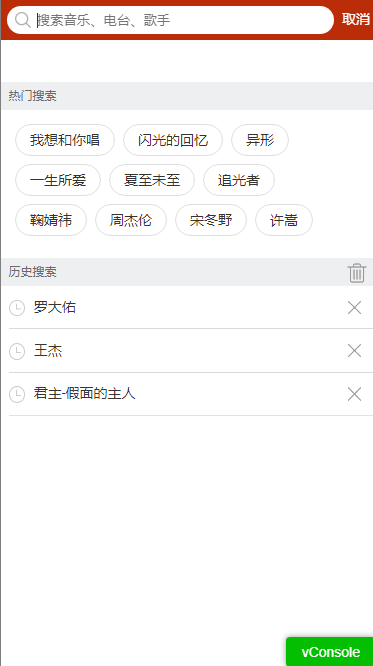 搜索音乐、电台、歌手 取消
热门搜索
我想和你唱 闪光的回忆 异形
一生所爱 夏至未至 追光者
鞠婧祎 周杰伦 宋冬野 许嵩
历史搜索
罗大佑
王杰
君主-假面的主人
vConsole